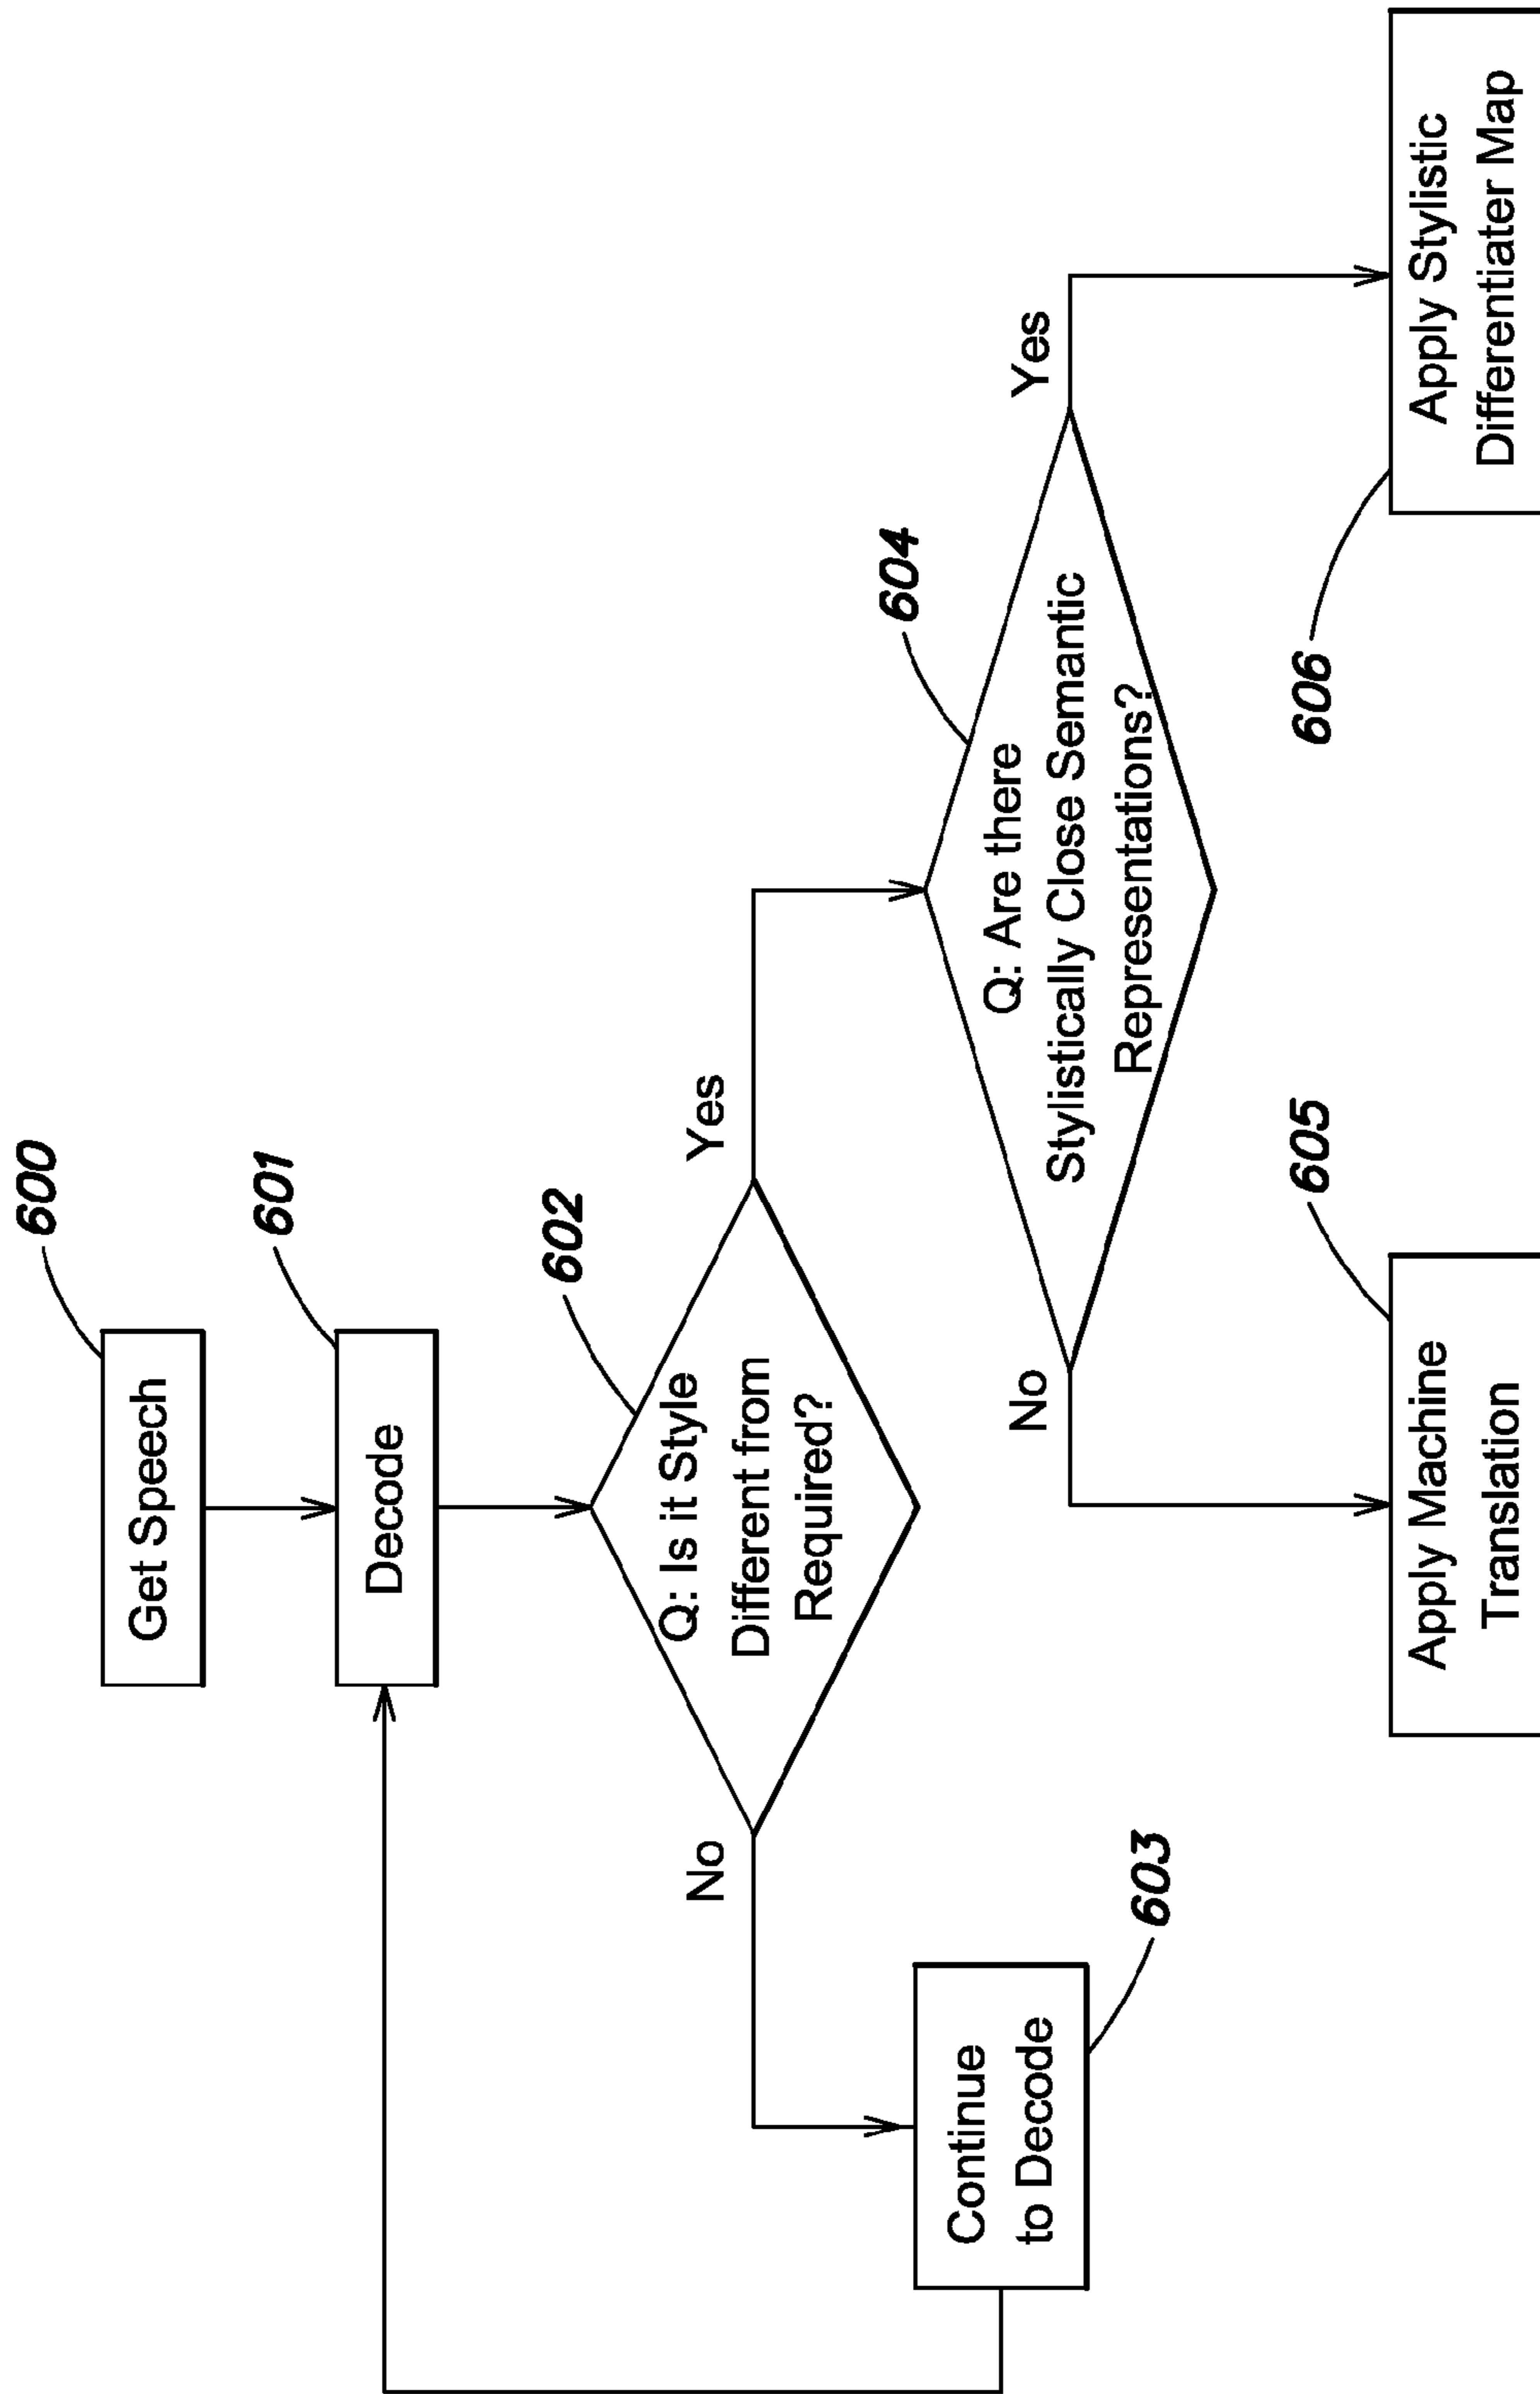 600
Get Speech
601
Decode
602
Q: Is it Style
Different from
Required?
No
Yes
Continue
to Decode
603
604
Q: Are there
Stylistically Close Semantic
Representations?
No
Yes
605
Apply Machine
Translation
606
Apply Stylistic
Differentiater Map